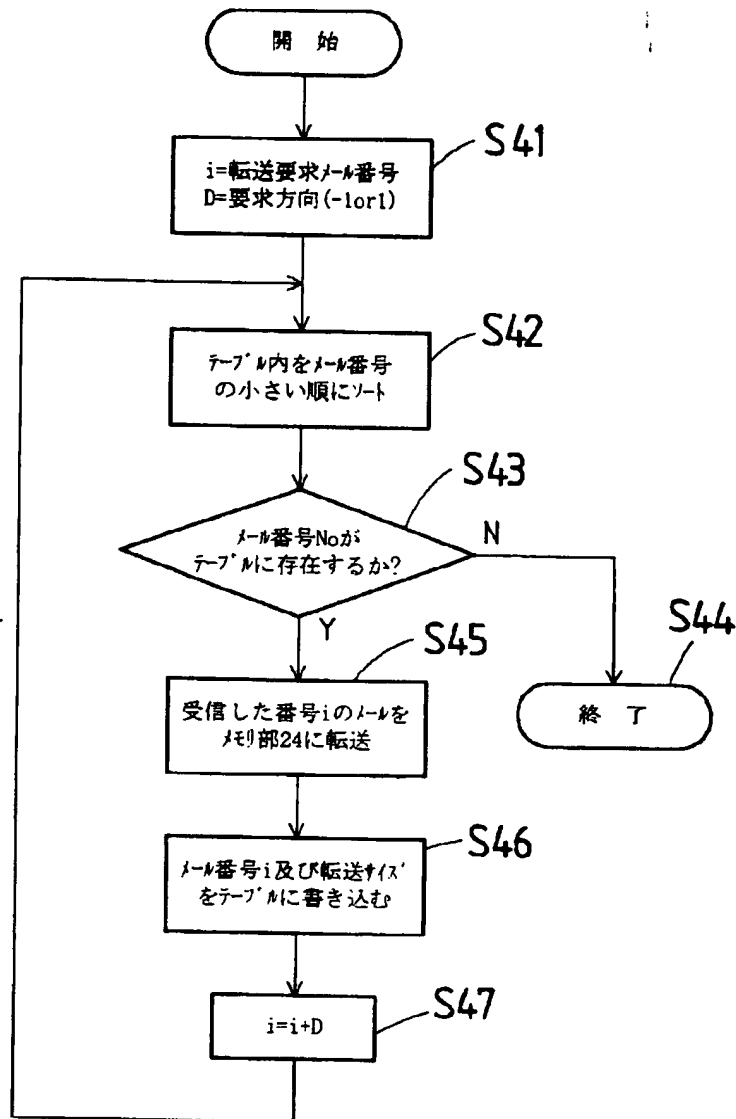 開始
S41
i=転送要求メール番号
D=要求方向(-1or1)
S42
テーブル内をメール番号
の小さい順にソート
S43
メール番号Noが
テーブルに存在するか?
N
Y
S44
終了
S45
受信した番号iのメールを
メモリ部24に転送
S46
メール番号i及び転送サイズ
をテーブルに書き込む
S47
i=i+D